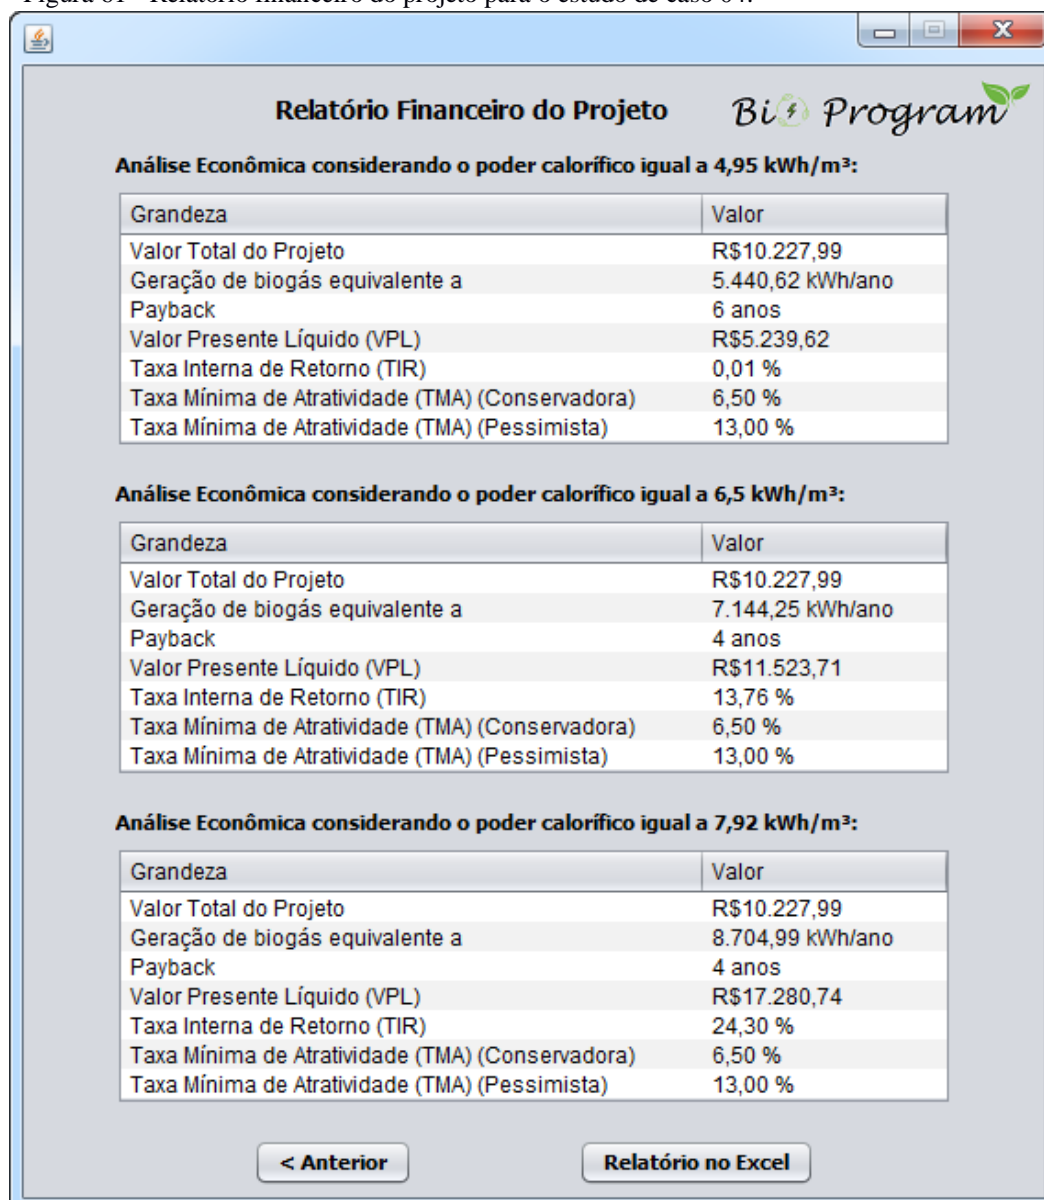 Figura 61 - Relatório financeiro do projeto para o estudo de caso 04.
Relatório Financeiro do Projeto
Bio Program
Análise Econômica considerando o poder calorífico igual a 4,95 kWh/m³:
Grandeza Valor
Valor Total do Projeto R$10.227,99
Geração de biogás equivalente a 5.440,62 kWh/ano
Payback 6 anos
Valor Presente Líquido (VPL) R$5.239,62
Taxa Interna de Retorno (TIR) 0,01 %
Taxa Mínima de Atratividade (TMA) (Conservadora) 6,50 %
Taxa Mínima de Atratividade (TMA) (Pessimista) 13,00 %
Análise Econômica considerando o poder calorífico igual a 6,5 kWh/m³:
Grandeza Valor
Valor Total do Projeto R$10.227,99
Geração de biogás equivalente a 7.144,25 kWh/ano
Payback 4 anos
Valor Presente Líquido (VPL) R$11.523,71
Taxa Interna de Retorno (TIR) 13,76 %
Taxa Mínima de Atratividade (TMA) (Conservadora) 6,50 %
Taxa Mínima de Atratividade (TMA) (Pessimista) 13,00 %
Análise Econômica considerando o poder calorífico igual a 7,92 kWh/m³:
Grandeza Valor
Valor Total do Projeto R$10.227,99
Geração de biogás equivalente a 8.704,99 kWh/ano
Payback 4 anos
Valor Presente Líquido (VPL) R$17.280,74
Taxa Interna de Retorno (TIR) 24,30 %
Taxa Mínima de Atratividade (TMA) (Conservadora) 6,50 %
Taxa Mínima de Atratividade (TMA) (Pessimista) 13,00 %
< Anterior
Relatório no Excel